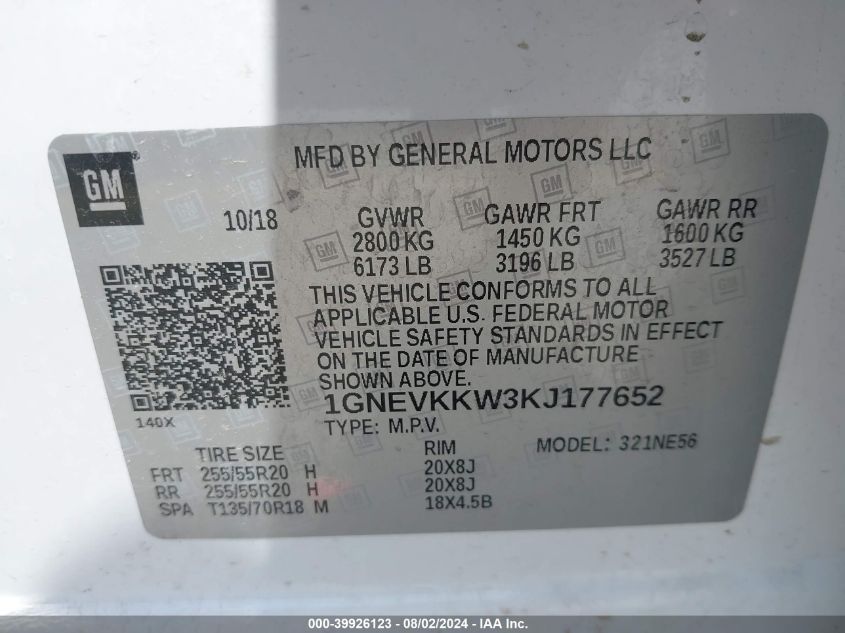 GM
MFD BY GENERAL MOTORS LLC
10/18
GVWR GAWR FRT GAWR RR
2800 KG 1450 KG 1600 KG
6173 LB 3196 LB 3527 LB
THIS VEHICLE CONFORMS TO ALL
APPLICABLE U.S. FEDERAL MOTOR
VEHICLE SAFETY STANDARDS IN EFFECT
ON THE DATE OF MANUFACTURE
SHOWN ABOVE.
1GNEVKKW3KJ177652
140X
TYPE: M.P.V.
TIRE SIZE RIM MODEL: 321NE56
FRT 255/55R20 H 20X8J
RR 255/55R20 H 20X8J
SPA T135/70R18 M 18X4.5B
000-39926123 - 08/02/2024 - IAA Inc.